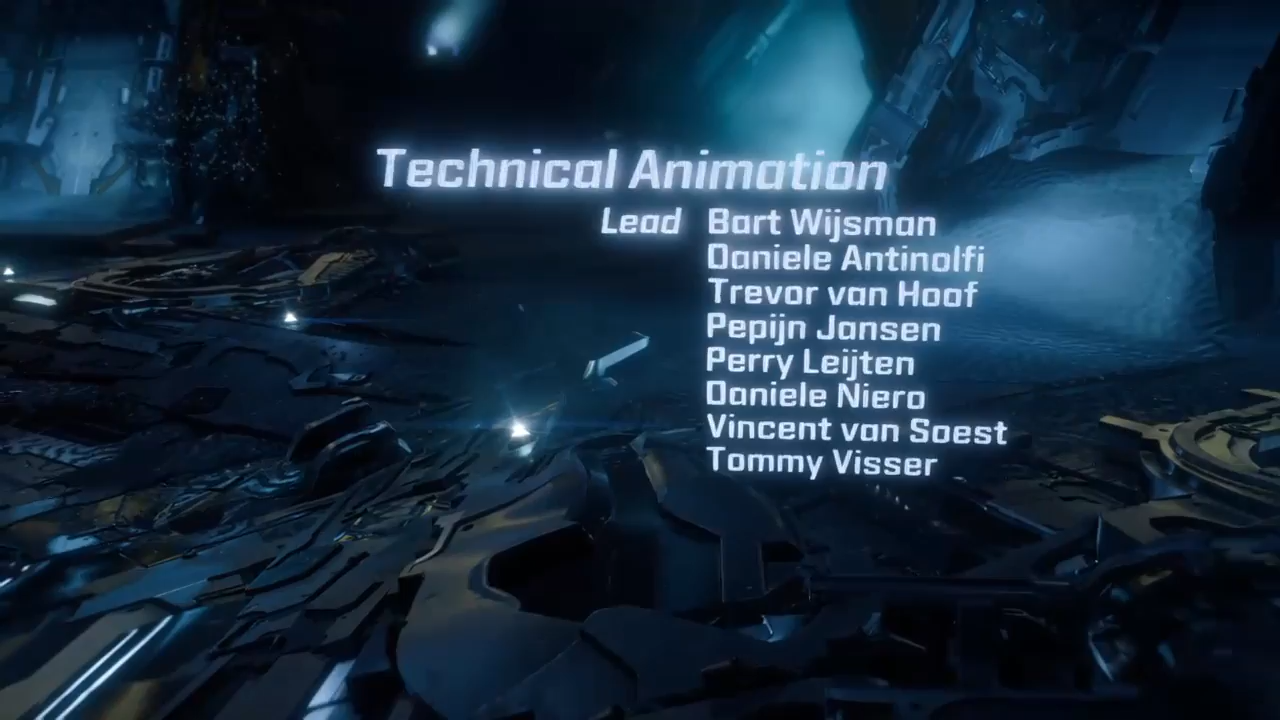 Technical Animation
Lead Bart Wijsman
Daniele Antinolfi
Trevor van Hoof
Pepijn Jansen
Perry Leijten
Daniele Niero
Vincent van Soest
Tommy Visser